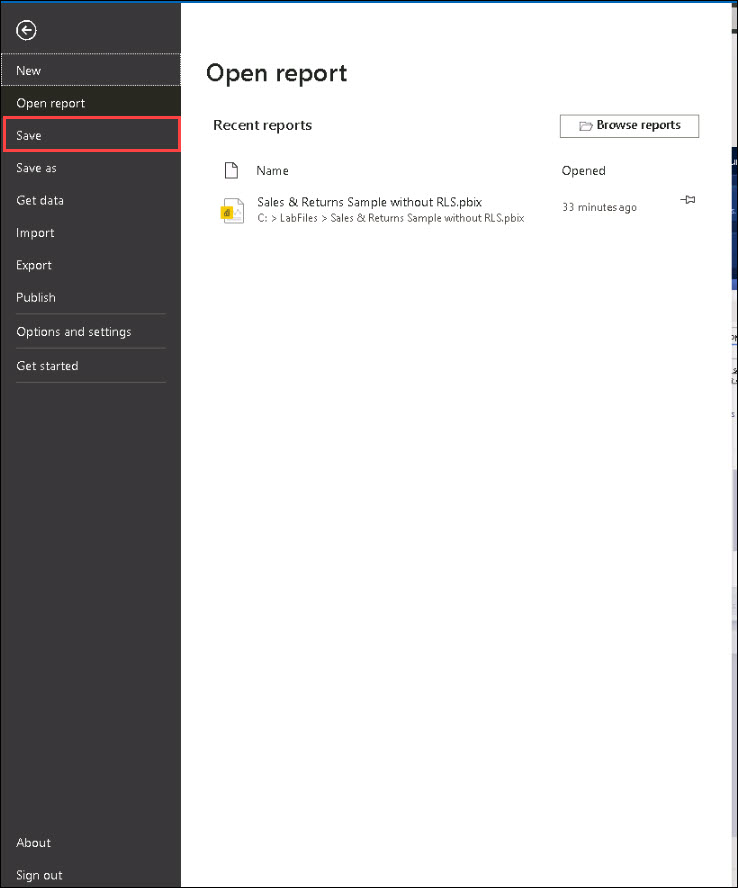 New
Open report
Save
Save as
Get data
Import
Export
Publish
Options and settings
Get started
About
Sign out
Open report
Recent reports
Browse reports
Name Opened
Sales & Returns Sample without RLS.pbix
C: > LabFiles > Sales & Returns Sample without RLS.pbix
33 minutes ago